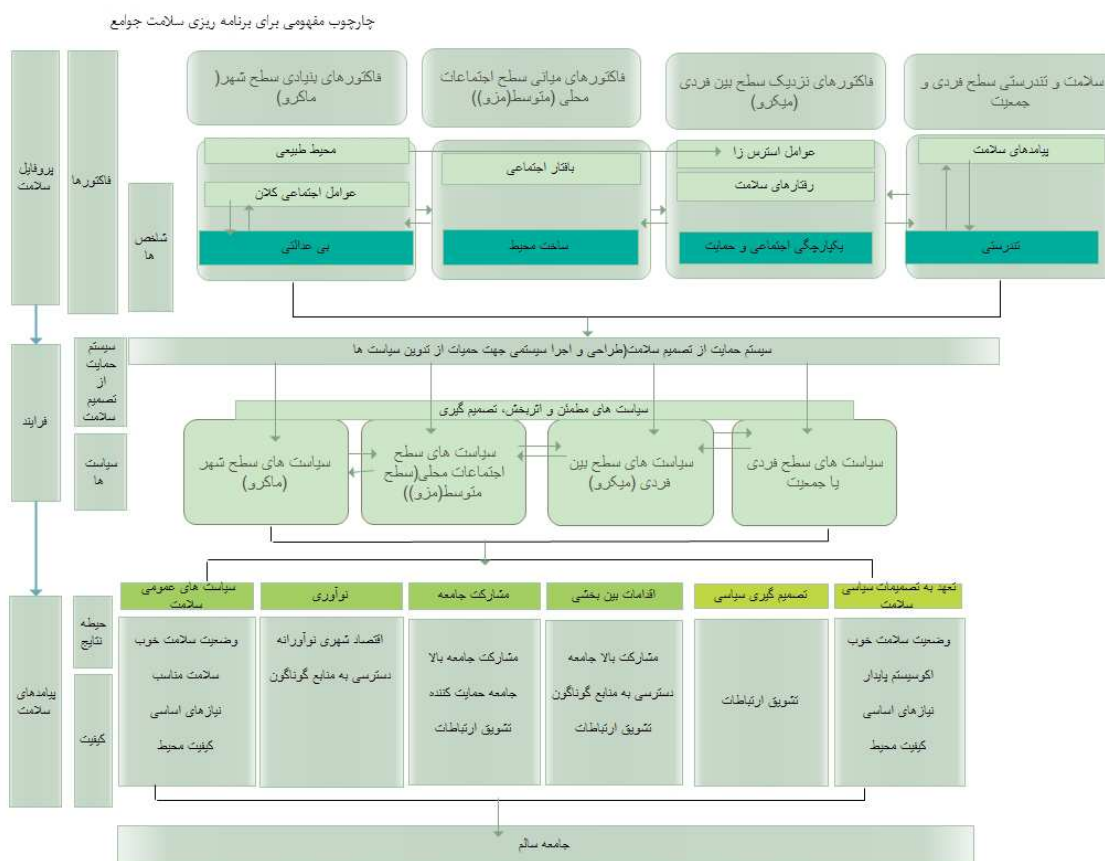 چارچوب مفهومی برای برنامه ریزی سلامت جوامع
پروفایل
سلامت
فاکتورها
شاخص
ها
سلامت و تندرستی سطح فردی و
جمعیت
فاکتورهای نزدیک سطح بین فردی
(میکرو)
فاکتورهای میانی سطح اجتماعات
محلی (متوسط(مزو))
فاکتورهای بنیادی سطح شهر(
ماکرو)
پیامدهای سلامت
تندرستی
عوامل استرس زا
رفتارهای سلامت
یکپارچگی اجتماعی و حمایت
بافتار اجتماعی
ساخت محیط
محیط طبیعی
عوامل اجتماعی کلان
بی عدالتی
فرایند
سیستم
حمایت
از
تصمیم
سلامت
سیاست
ها
سیستم حمایت از تصمیم سلامت(طراحی و اجرا سیستمی جهت حمیات از تدوین سیاست ها
سیاست های مطمئن و اثربخش، تصمیم گیری
سیاست های سطح فردی
یا جمعیت
سیاست های سطح بین
فردی (میکرو)
سیاست های سطح
اجتماعات محلی(سطح
متوسط(مزو))
سیاست های سطح شهر
(ماکرو)
پیامدهای
سلامت
حیطه
نتایج
کیفیت
تعهد به تصمیمات سیاسی
سلامت
وضعیت سلامت خوب
اکوسیستم پایدار
نیازهای اساسی
کیفیت محیط
تصمیم گیری سیاسی
تشویق ارتباطات
اقدامات بین بخشی
مشارکت بالا جامعه
دسترسی به منابع گوناگون
تشویق ارتباطات
مشارکت جامعه
مشارکت جامعه بالا
جامعه حمایت کننده
تشویق ارتباطات
نوآوری
اقتصاد شهری نوآورانه
دسترسی به منابع گوناگون
سیاست های عمومی
سلامت
وضعیت سلامت خوب
سلامت مناسب
نیازهای اساسی
کیفیت محیط
جامعه سالم